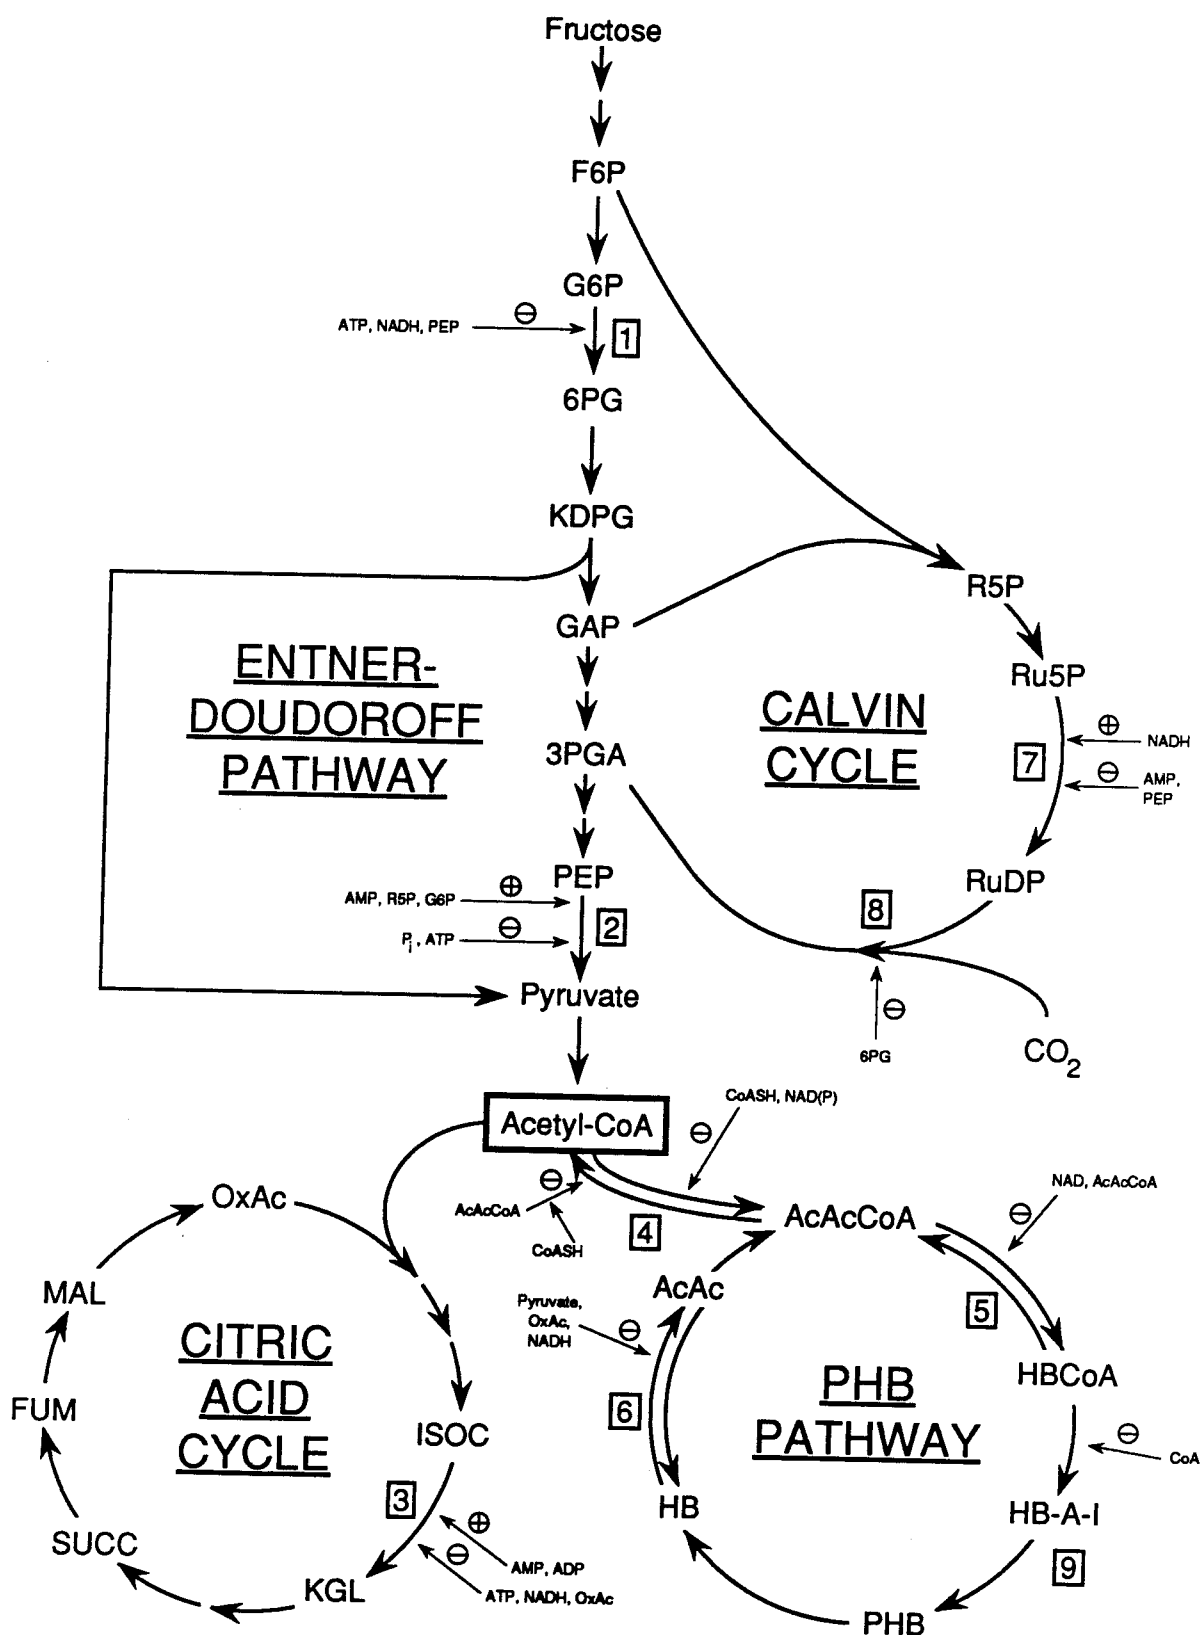 Fructose
F6P
G6P
ATP, NADH, PEP
⊖
1
6PG
KDPG
GAP
R5P
ENTNER-
DOUDOROFF
PATHWAY
Ru5P
CALVIN
CYCLE
3PGA
7
⊕
NADH
⊖
AMP,
PEP
PEP
AMP, R5P, G6P
⊕
Pi, ATP
⊖
2
RuDP
8
Pyruvate
⊖
6PG
CO2
Acetyl-CoA
CoASH, NAD(P)
⊖
⊖
AcAcCoA
CoASH
4
AcAcCoA
NAD, AcAcCoA
⊖
OxAc
MAL
AcAc
Pyruvate,
OxAc,
NADH
⊖
5
CITRIC
ACID
CYCLE
PHB
PATHWAY
HBCoA
FUM
ISOC
6
⊖
CoA
3
HB
HB-A-I
SUCC
⊕
AMP, ADP
⊖
ATP, NADH, OxAc
KGL
9
PHB